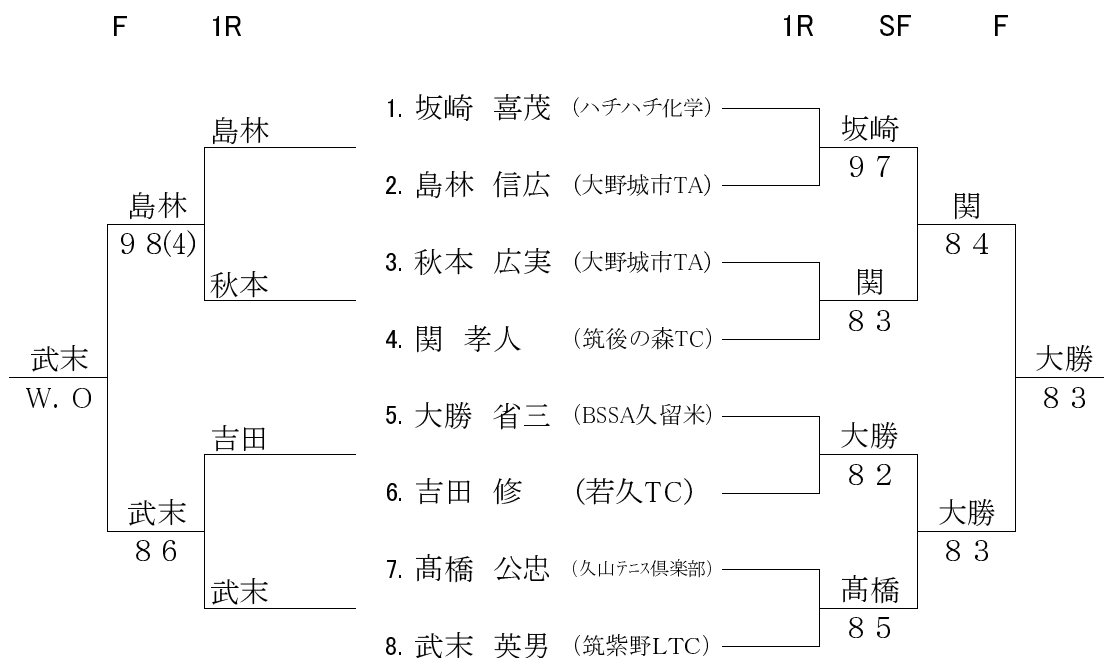 F 1R 1R SF F
1. 坂崎 喜茂 (ハチハチ化学)
島林 坂崎
9 7
2. 島林 信広 (大野城市TA)
島林 関
9 8(4) 8 4
3. 秋本 広実 (大野城市TA)
秋本 関
8 3
4. 関 孝人 (筑後の森TC)
武末 大勝
W. O 8 3
5. 大勝 省三 (BSSA久留米)
吉田 大勝
8 2
6. 吉田 修 (若久TC)
武末 大勝
8 6 8 3
7. 髙橋 公忠 (久山テニス倶楽部)
武末 髙橋
8 5
8. 武末 英男 (筑紫野LTC)